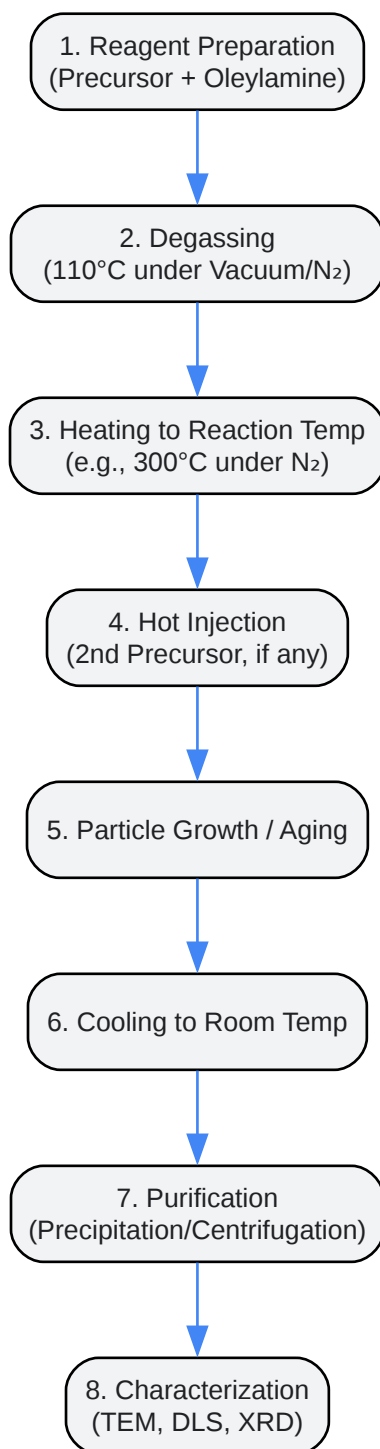 1. Reagent Preparation
(Precursor + Oleylamine)
2. Degassing
(110°C under Vacuum/N₂)
3. Heating to Reaction Temp
(e.g., 300°C under N₂)
4. Hot Injection
(2nd Precursor, if any)
5. Particle Growth / Aging
6. Cooling to Room Temp
7. Purification
(Precipitation/Centrifugation)
8. Characterization
(TEM, DLS, XRD)